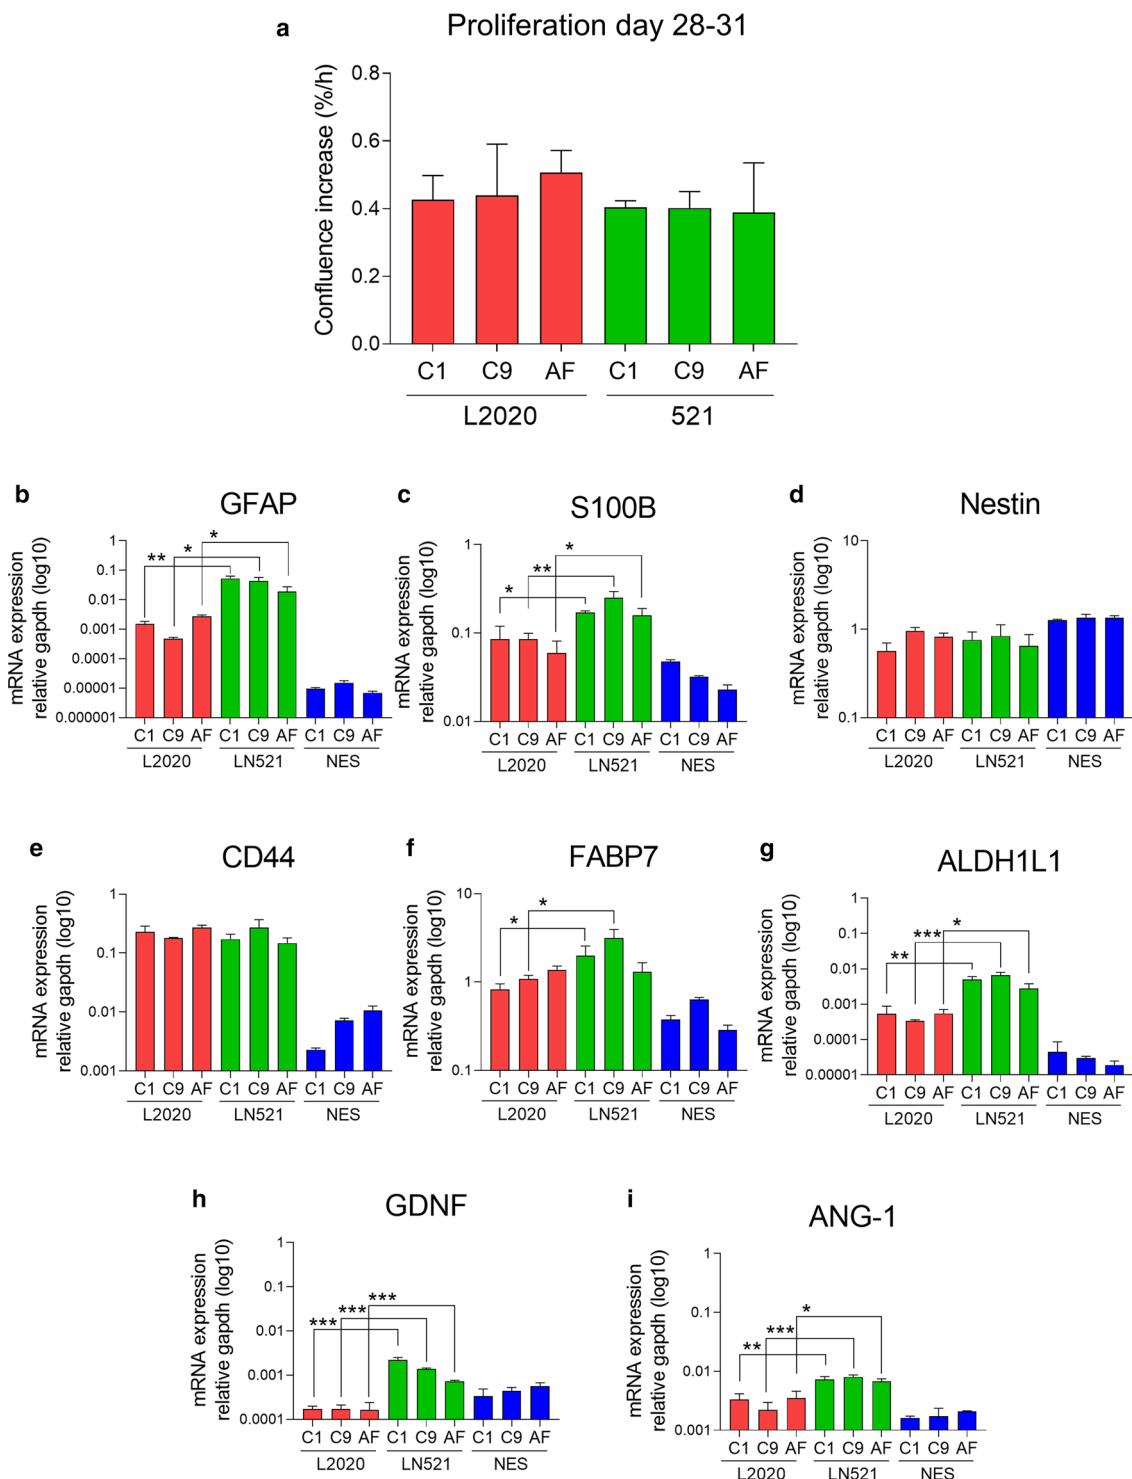 a Proliferation day 28-31
Confluence increase (%/h)
0.8
0.6
0.4
0.2
0.0
C1 C9 AF C1 C9 AF
L2020 521
b GFAP
mRNA expression
relative gapdh (log10)
1
0.1
0.01
0.001
0.0001
0.00001
0.000001
** * *
C1 C9 AF C1 C9 AF C1 C9 AF
L2020 LN521 NES
c S100B
mRNA expression
relative gapdh (log10)
1
0.1
0.01
* ** *
C1 C9 AF C1 C9 AF C1 C9 AF
L2020 LN521 NES
d Nestin
mRNA expression
relative gapdh (log10)
10
1
0.1
C1 C9 AF C1 C9 AF C1 C9 AF
L2020 LN521 NES
e CD44
mRNA expression
relative gapdh (log10)
1
0.1
0.01
0.001
C1 C9 AF C1 C9 AF C1 C9 AF
L2020 LN521 NES
f FABP7
mRNA expression
relative gapdh (log10)
10
1
0.1
* *
C1 C9 AF C1 C9 AF C1 C9 AF
L2020 LN521 NES
g ALDH1L1
mRNA expression
relative gapdh (log10)
1
0.1
0.01
0.001
0.0001
0.00001
** *** *
C1 C9 AF C1 C9 AF C1 C9 AF
L2020 LN521 NES
h GDNF
mRNA expression
relative gapdh (log10)
1
0.1
0.01
0.001
0.0001
*** *** ***
C1 C9 AF C1 C9 AF C1 C9 AF
L2020 LN521 NES
i ANG-1
mRNA expression
relative gapdh (log10)
1
0.1
0.01
0.001
** *** *
C1 C9 AF C1 C9 AF C1 C9 AF
L2020 LN521 NES